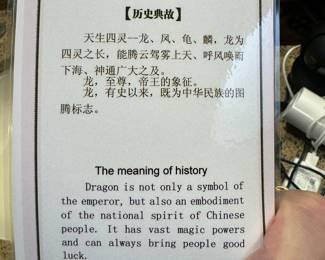 【历史典故】
天生四灵—龙、凤、龟、麟，龙为
四灵之长，能腾云驾雾上天、呼风唤雨
下海、神通广大之及。
龙，至尊，帝王的象征。
龙，有史以来，既为中华民族的图
腾标志。
The meaning of history
Dragon is not only a symbol of
the emperor, but also an embodiment
of the national spirit of Chinese
people. It has vast magic powers
and can always bring people good
luck.